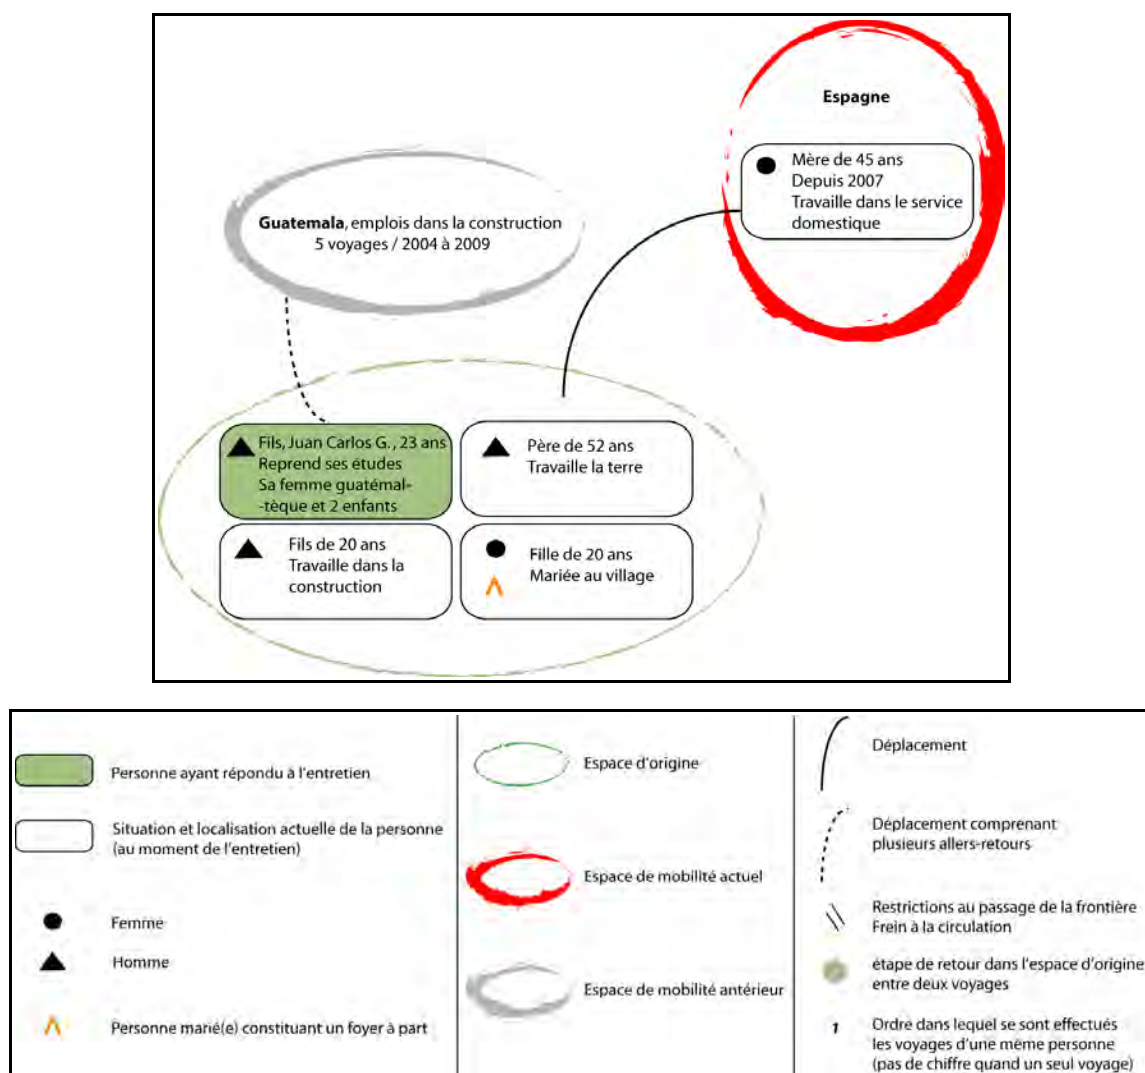 Espagne
Mère de 45 ans
Depuis 2007
Travaille dans le service
domestique
Guatemala, emplois dans la construction
5 voyages / 2004 à 2009
Fils, Juan Carlos G., 23 ans
Reprend ses études
Sa femme guatémal-
-tèque et 2 enfants
Père de 52 ans
Travaille la terre
Fils de 20 ans
Travaille dans la
construction
Fille de 20 ans
Mariée au village
Personne ayant répondu à l'entretien
Situation et localisation actuelle de la personne
(au moment de l'entretien)
Femme
Homme
Personne marié(e) constituant un foyer à part
Espace d'origine
Espace de mobilité actuel
Espace de mobilité antérieur
Déplacement
Déplacement comprenant
plusieurs allers-retours
Restrictions au passage de la frontière
Frein à la circulation
étape de retour dans l'espace d'origine
entre deux voyages
1 Ordre dans lequel se sont effectués
les voyages d'une même personne
(pas de chiffre quand un seul voyage)